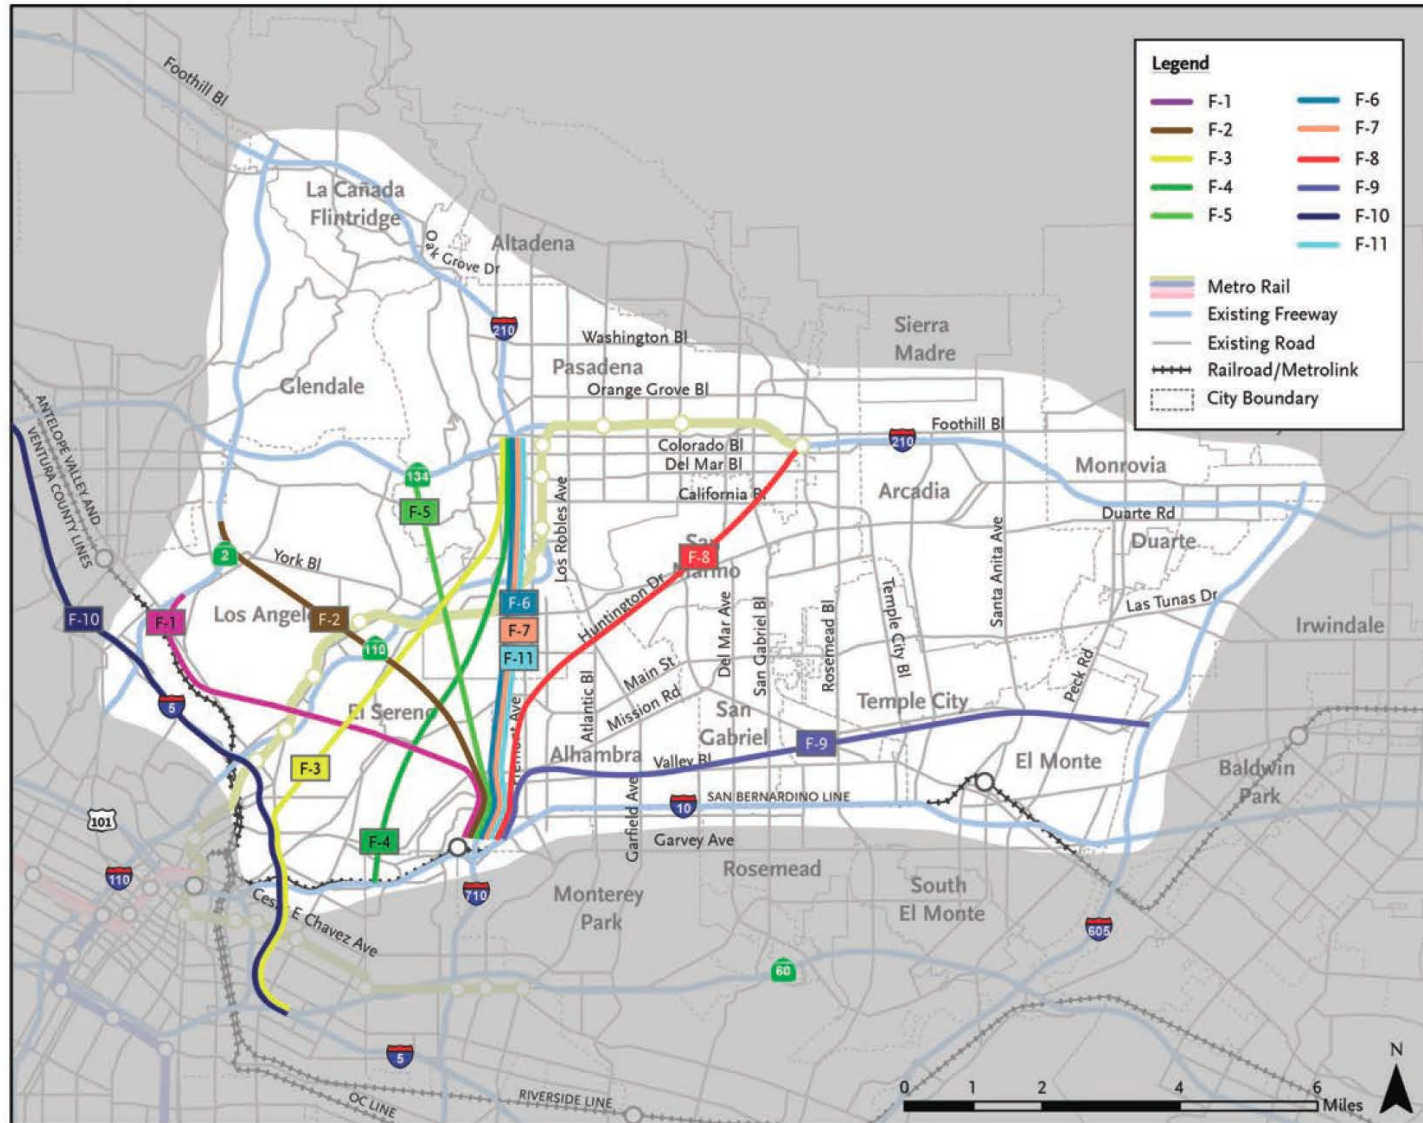 Legend
F-1
F-2
F-3
F-4
F-5
F-6
F-7
F-8
F-9
F-10
F-11
Metro Rail
Existing Freeway
Existing Road
Railroad/Metrolink
City Boundary
Foothill Bl
La Cañada
Flintridge
Oak Grove Dr
Altadena
210
Washington Bl
Sierra
Madre
Pasadena
Glendale
Orange Grove Bl
ANTELOPE VALLEY AND
VENTURA COUNTY LINES
Foothill Bl
210
Colorado Bl
Del Mar Bl
Monrovia
134
California Bl
Arcadia
F-5
Los Robles Ave
Duarte Rd
Duarte
2
York Bl
F-8
San
Marino
Santa Anita Ave
Temple City Bl
Las Tunas Dr
F-10
F-1
Los Angeles
F-2
F-6
F-7
F-11
Huntington Dr
Irwindale
110
Del Mar Ave
San Gabriel Bl
Rosemead Bl
Main St
Mission Rd
Atlantic Bl
Peck Rd
5
El Sereno
Temple City
San
Gabriel
F-9
F-3
Alhambra
Valley Bl
El Monte
Baldwin
Park
Garfield Ave
10
SAN BERNARDINO LINE
101
F-4
Garvey Ave
Rosemead
110
710
Monterey
Park
South
El Monte
Cesar E Chavez Ave
605
60
5
OC LINE
RIVERSIDE LINE
N
0
1
2
4
6
Miles